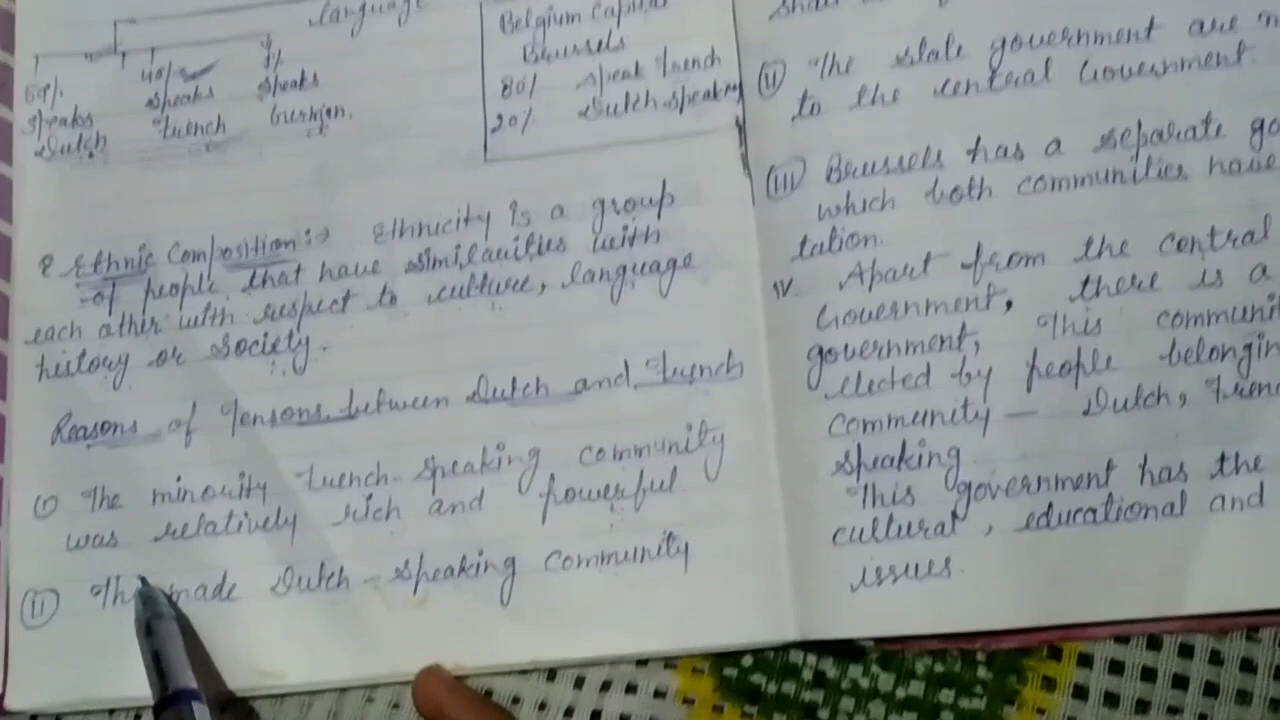 language
59% 40% 1%
speaks speaks speaks
Dutch French German.
Belgium Capital
Brussels
80% speak French
20% Dutch speaking
Ethnic Composition :→ Ethnicity is a group
of people that have similarities with
each other with respect to culture, language
history or society.
Reasons of Tensons between Dutch and French
(i) The minority French-speaking community
was relatively rich and powerful
(ii) This made Dutch-speaking community
(ii) The state government are
to the central Government.
(iii) Brussels has a separate
which both communities have
tation.
iv. Apart from the central
Government, there is a
government, This
elected by people
community — Dutch,
speaking
This government has the
cultural, educational and
issues.